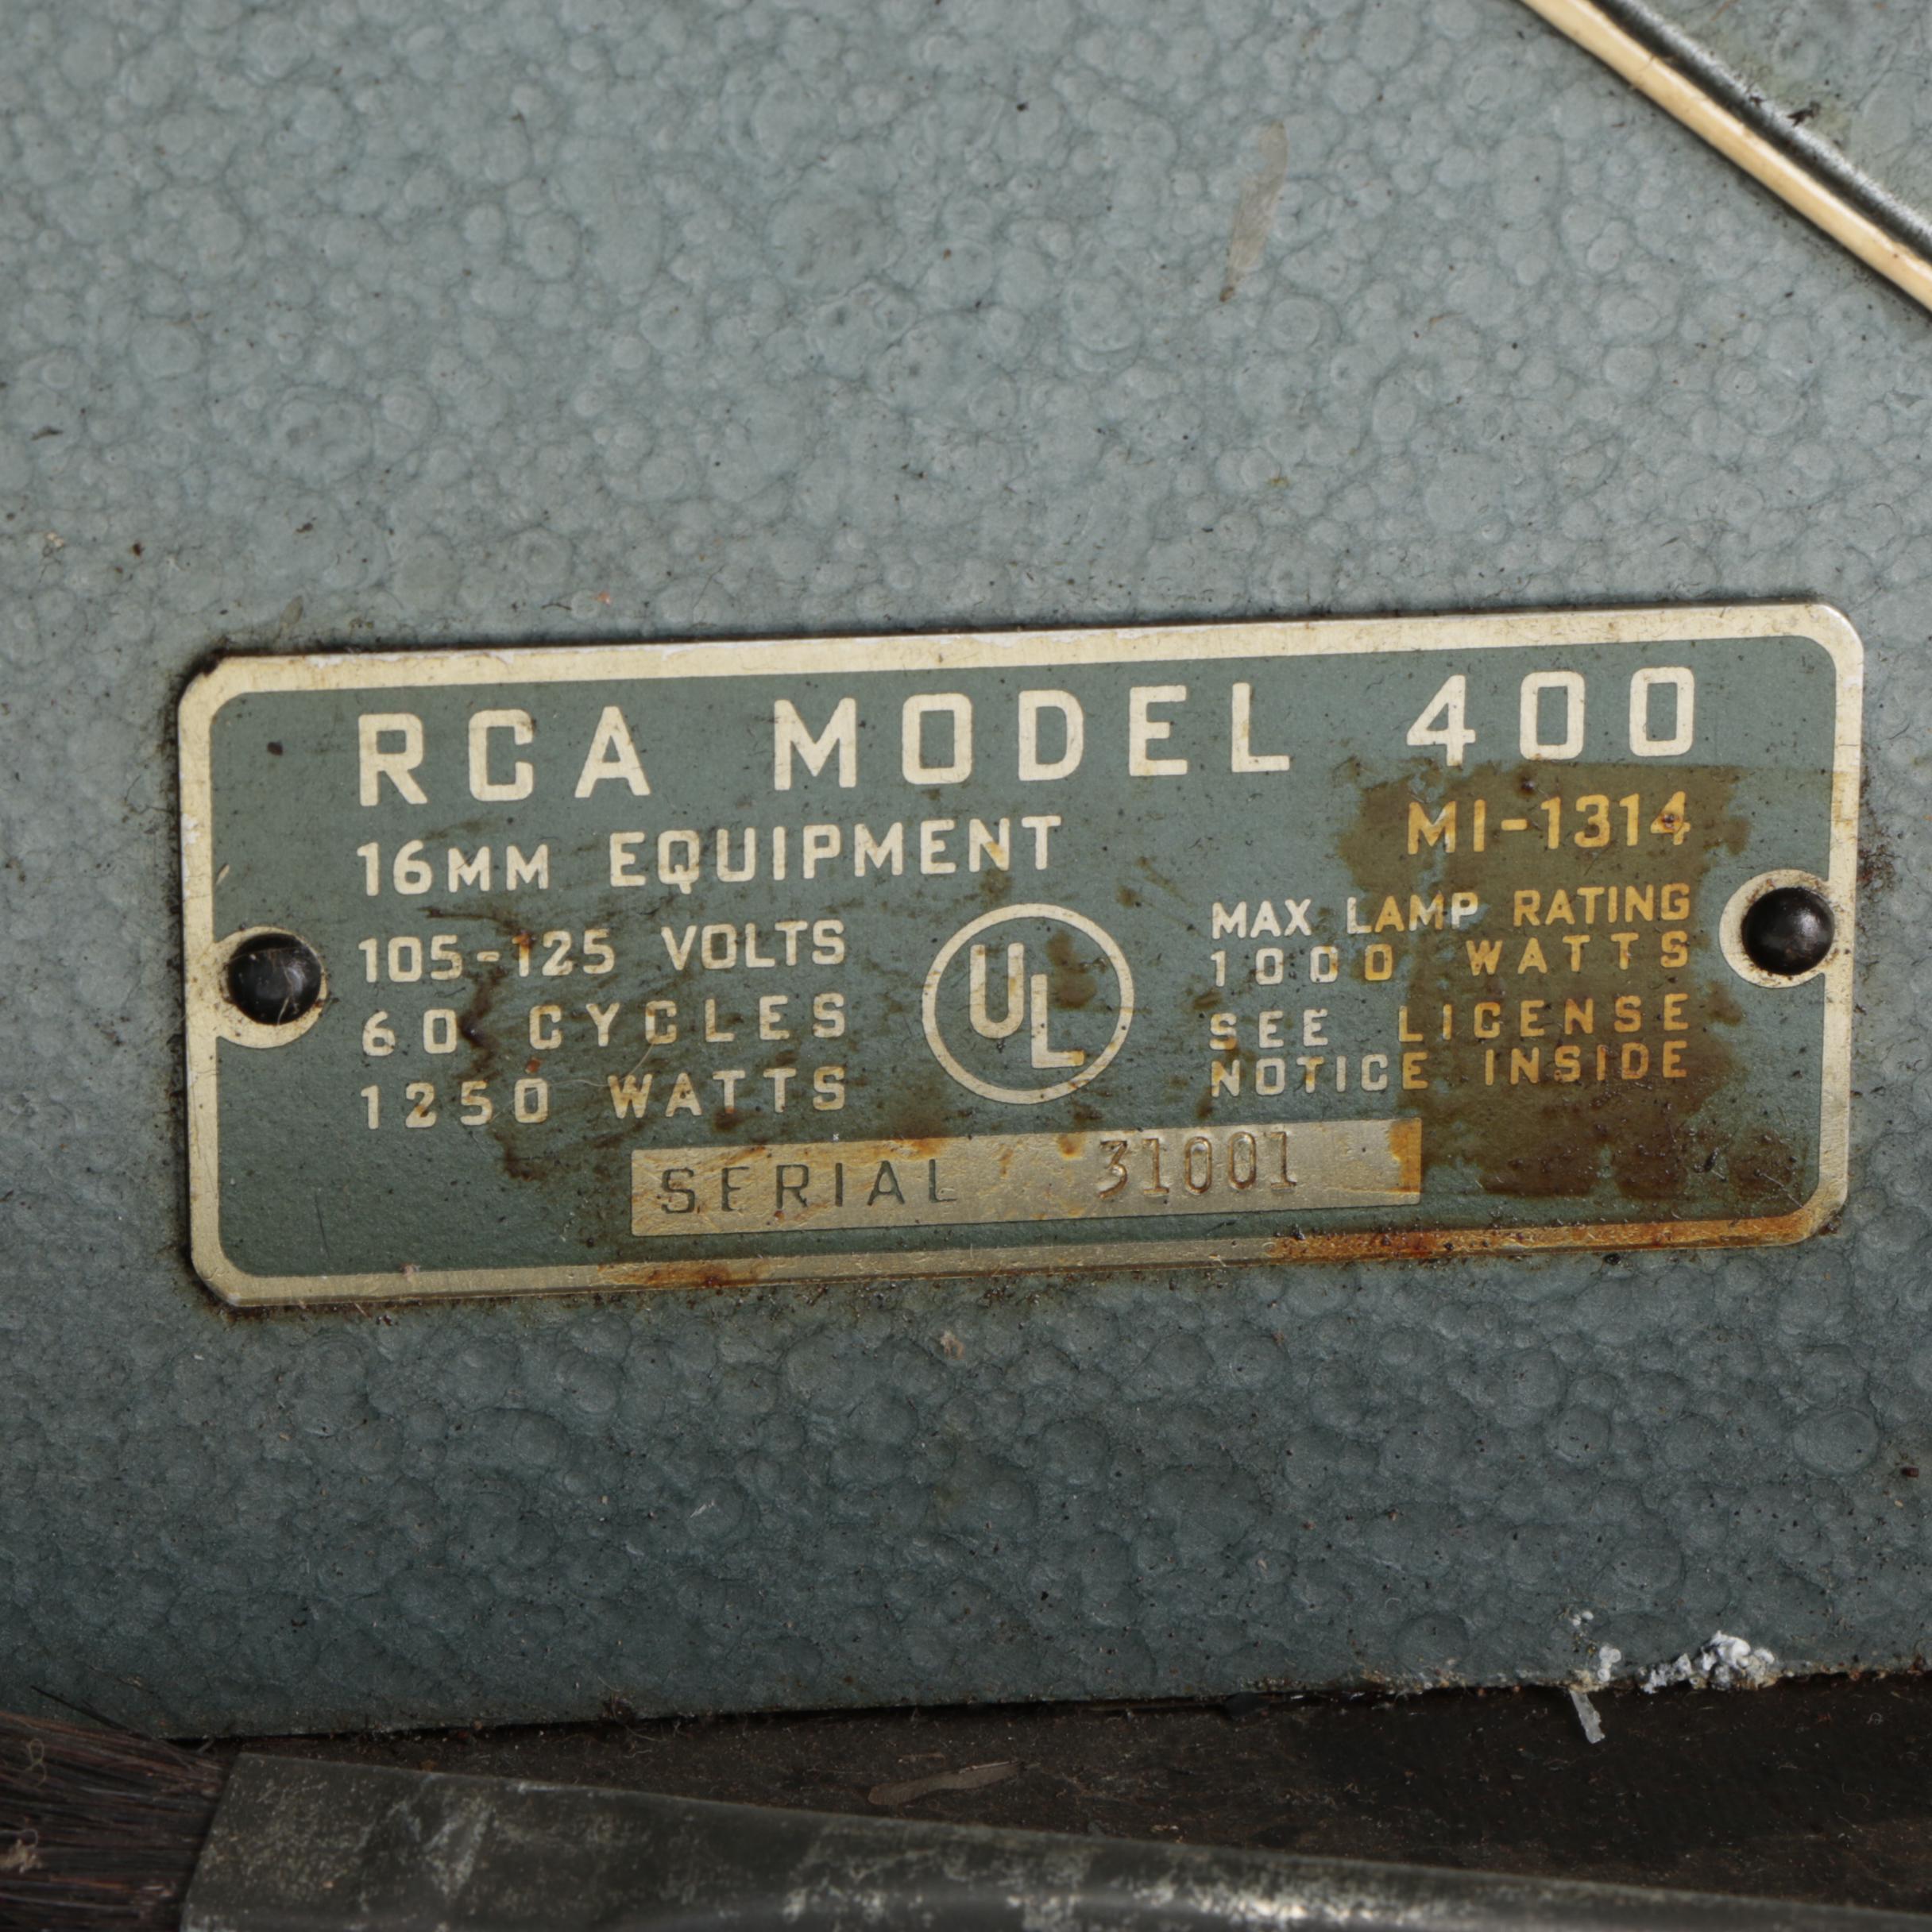 RCA MODEL 400
16MM EQUIPMENT MI-1314
105-125 VOLTS
60 CYCLES
1250 WATTS
UL
MAX LAMP RATING
1000 WATTS
SEE LICENSE
NOTICE INSIDE
SERIAL 31001